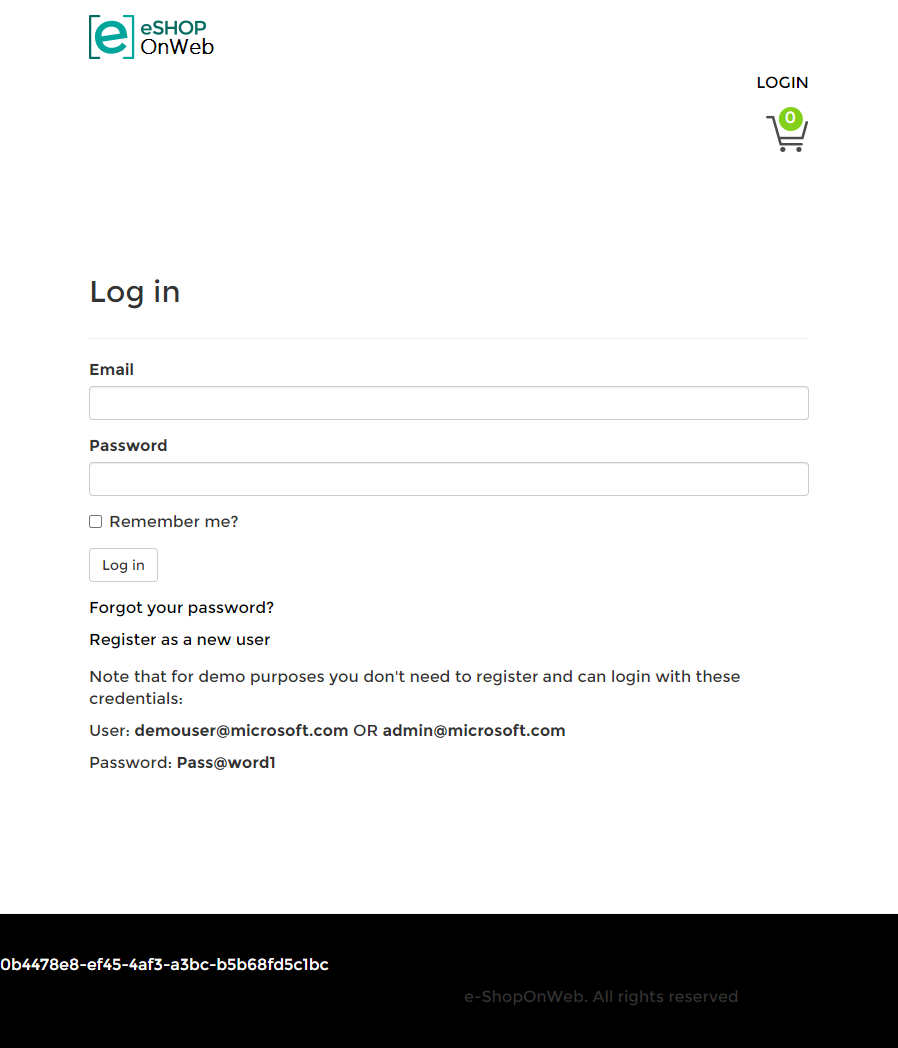 eSHOP
OnWeb
LOGIN
0
Log in
Email
Password
Remember me?
Log in
Forgot your password?
Register as a new user
Note that for demo purposes you don't need to register and can login with these
credentials:
User: demouser@microsoft.com OR admin@microsoft.com
Password: Pass@word1
0b4478e8-ef45-4af3-a3bc-b5b68fd5c1bc
e-ShopOnWeb. All rights reserved